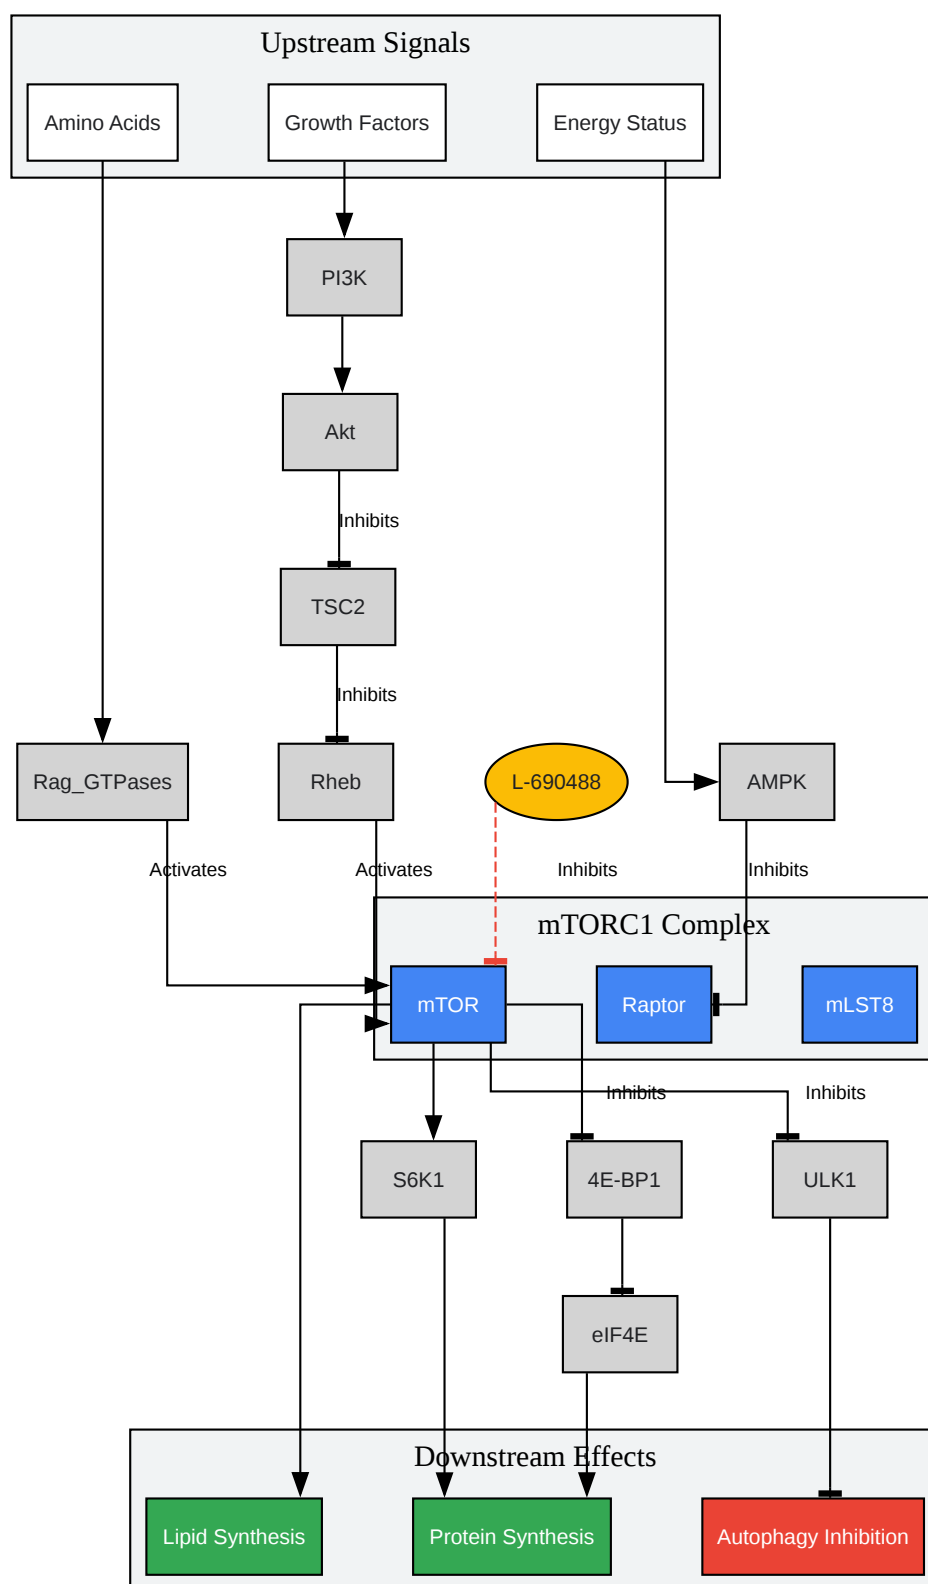 Upstream Signals
Amino Acids
Growth Factors
Energy Status
PI3K
Akt
Inhibits
TSC2
Inhibits
Rag_GTPases
Rheb
L-690488
AMPK
Activates
Activates
Inhibits
Inhibits
mTORC1 Complex
mTOR
Raptor
mLST8
Inhibits
Inhibits
S6K1
4E-BP1
ULK1
eIF4E
Downstream Effects
Lipid Synthesis
Protein Synthesis
Autophagy Inhibition